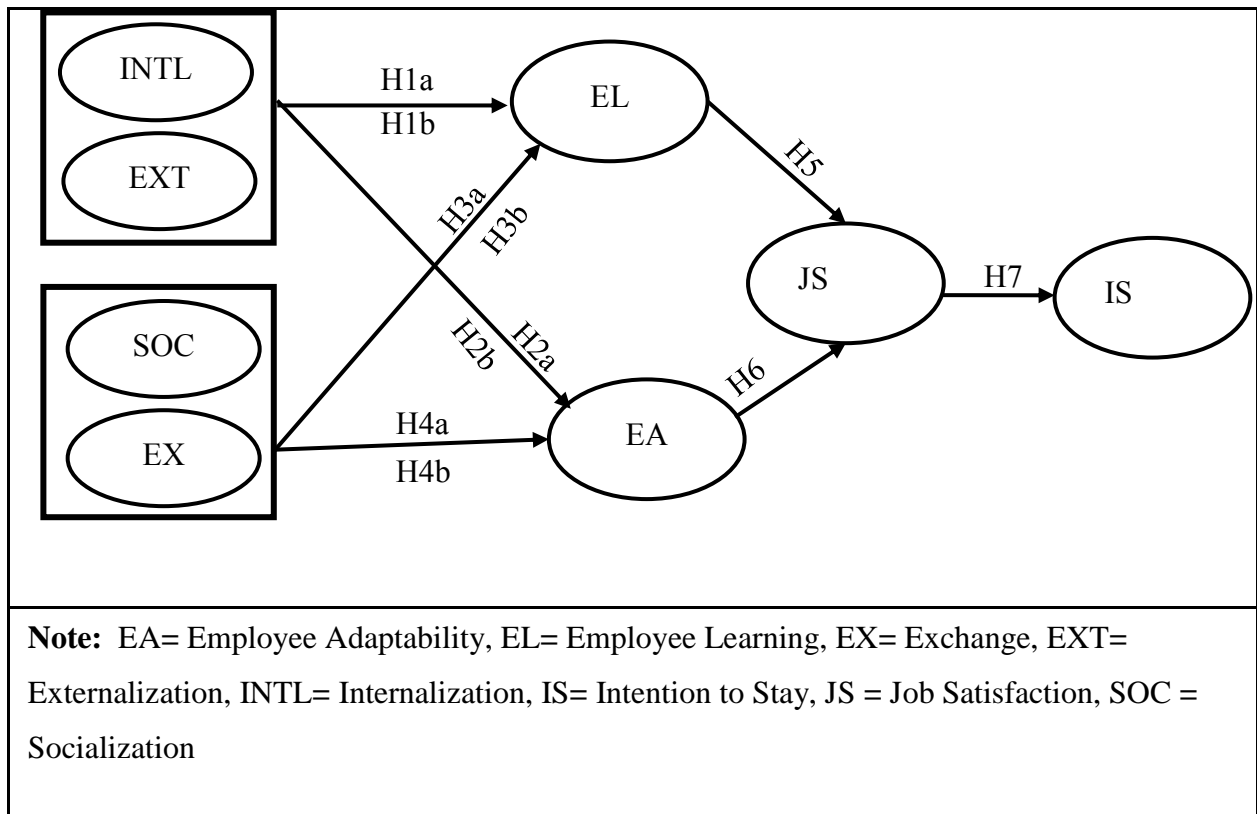 INTL
EXT
SOC
EX
H1a
H1b
H3a
H3b
H2b
H2a
H4a
H4b
EL
EA
H5
H6
JS
H7
IS
Note: EA= Employee Adaptability, EL= Employee Learning, EX= Exchange, EXT=
Externalization, INTL= Internalization, IS= Intention to Stay, JS = Job Satisfaction, SOC =
Socialization